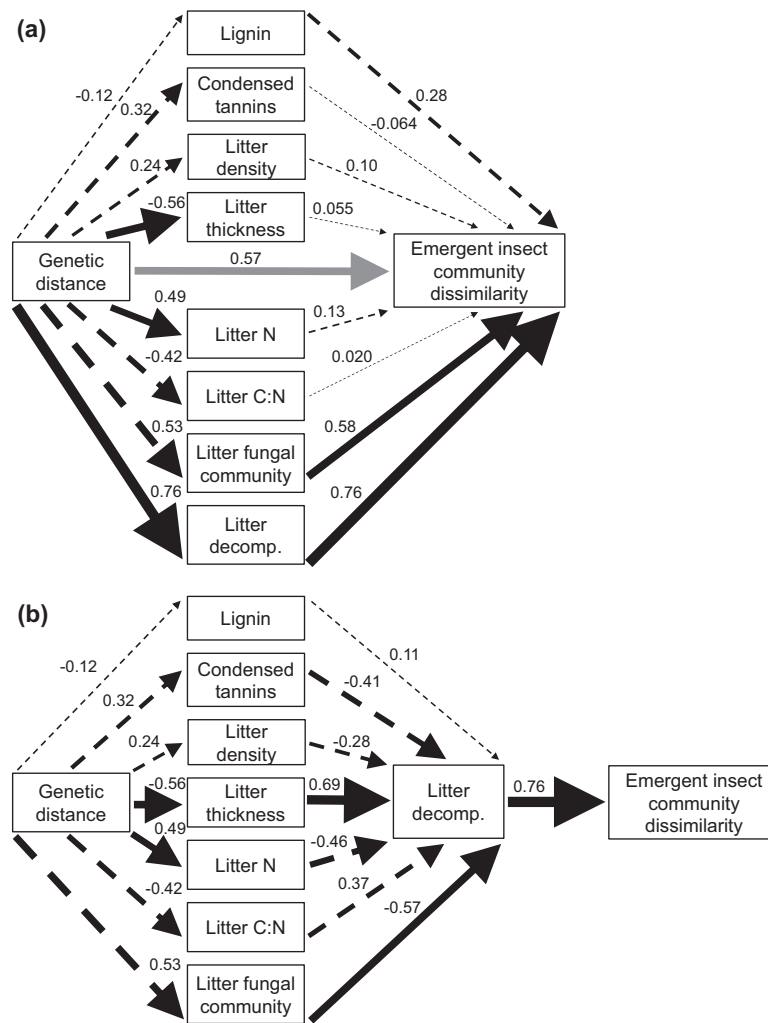 (a)
Lignin
-0.12
0.28
Condensed
tannins
0.32
-0.064
Litter
density
0.24
0.10
Litter
thickness
-0.56
0.055
Genetic
distance
0.57
Emergent insect
community
dissimilarity
0.49
Litter N
0.13
-0.42
Litter C:N
0.020
0.53
Litter fungal
community
0.58
0.76
Litter
decomp.
0.76
(b)
Lignin
-0.12
0.11
Condensed
tannins
0.32
-0.41
Litter
density
0.24
-0.28
Genetic
distance
-0.56
Litter
thickness
0.69
Litter
decomp.
0.76
Emergent insect
community
dissimilarity
0.49
Litter N
-0.46
-0.42
Litter C:N
0.37
0.53
Litter fungal
community
-0.57